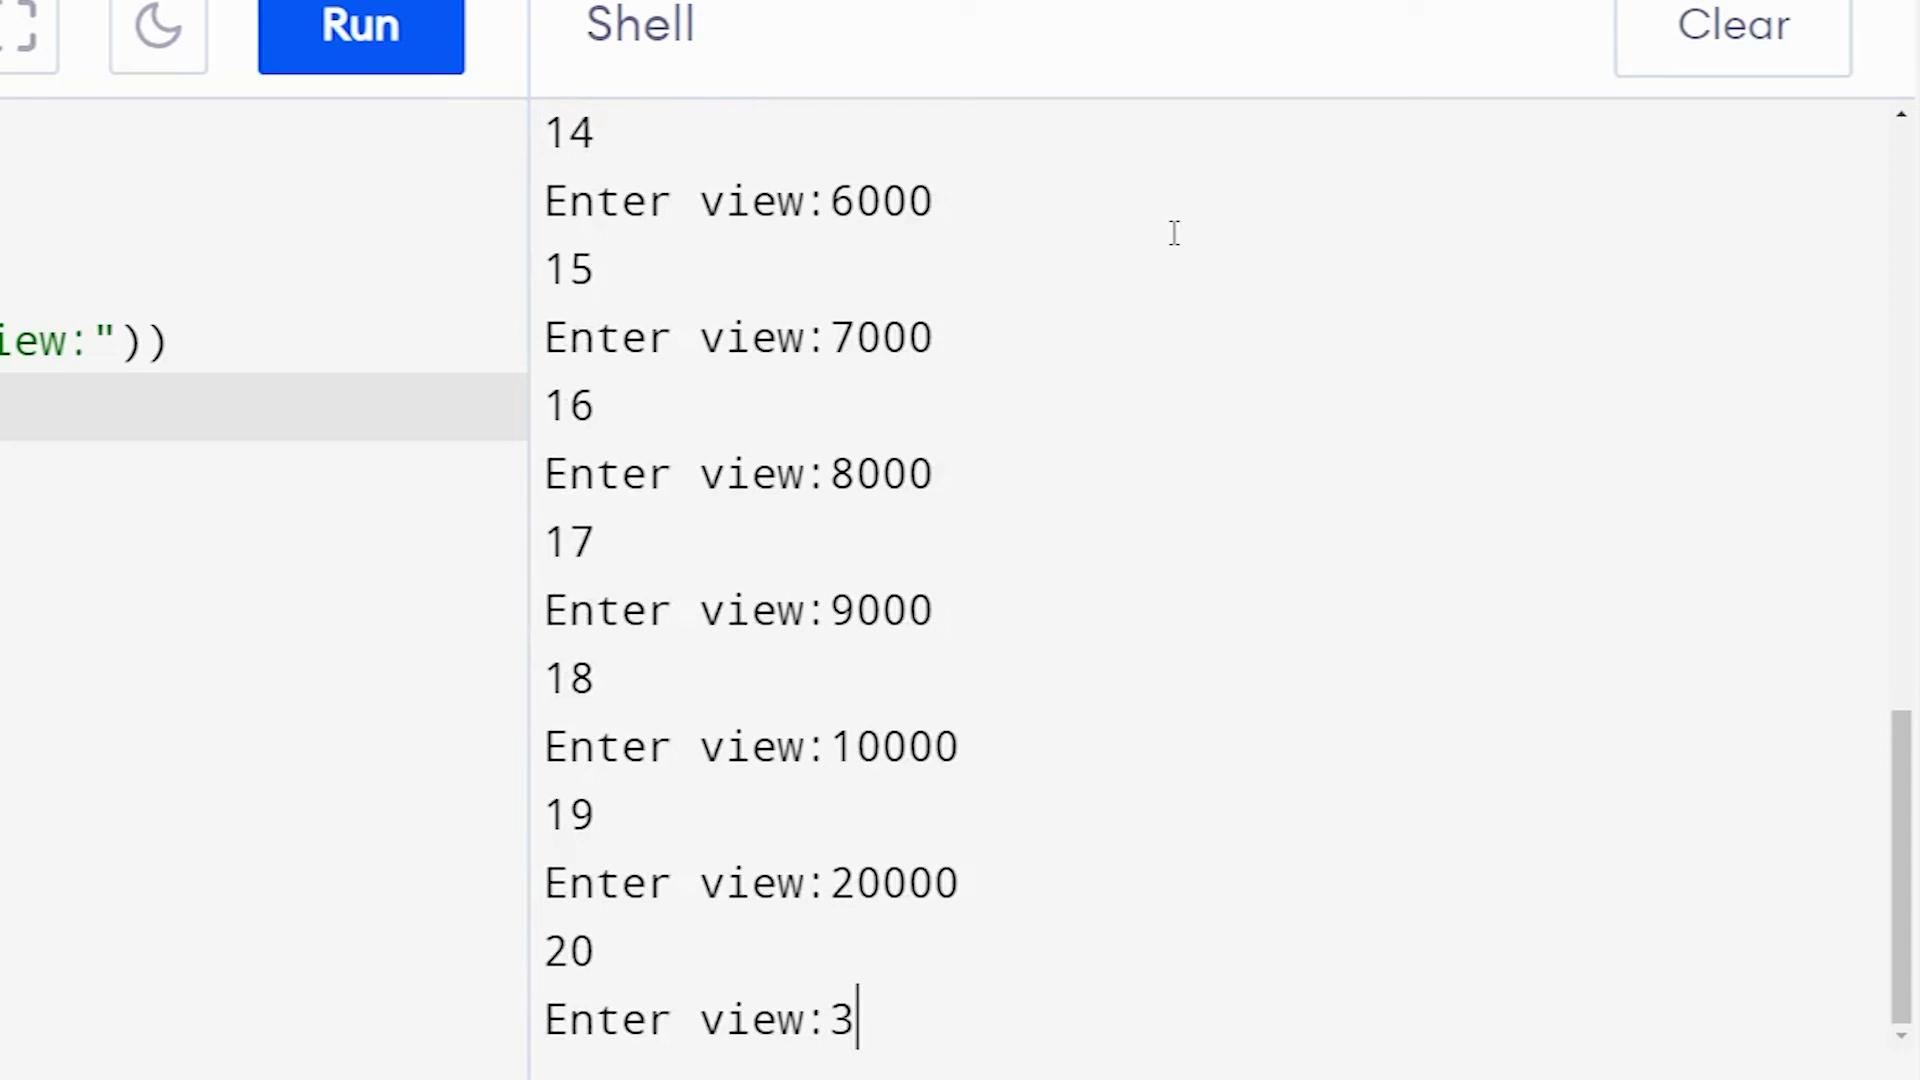 Run
Shell
Clear
iew:"))
14
Enter view:6000
15
Enter view:7000
16
Enter view:8000
17
Enter view:9000
18
Enter view:10000
19
Enter view:20000
20
Enter view:3